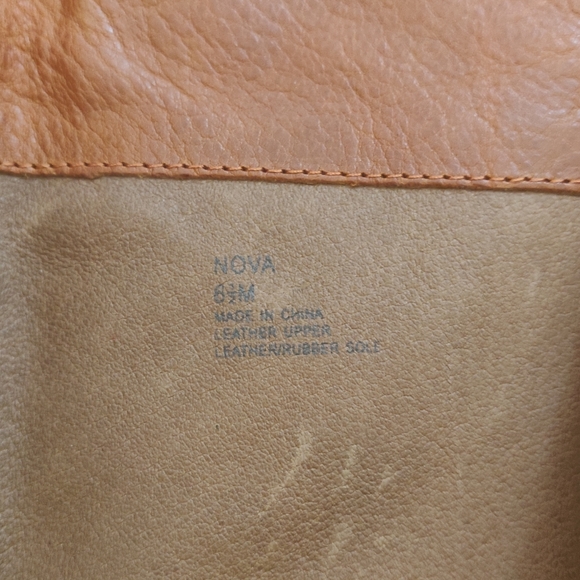 NOVA
6½M
MADE IN CHINA
LEATHER UPPER
LEATHER/RUBBER SOLE